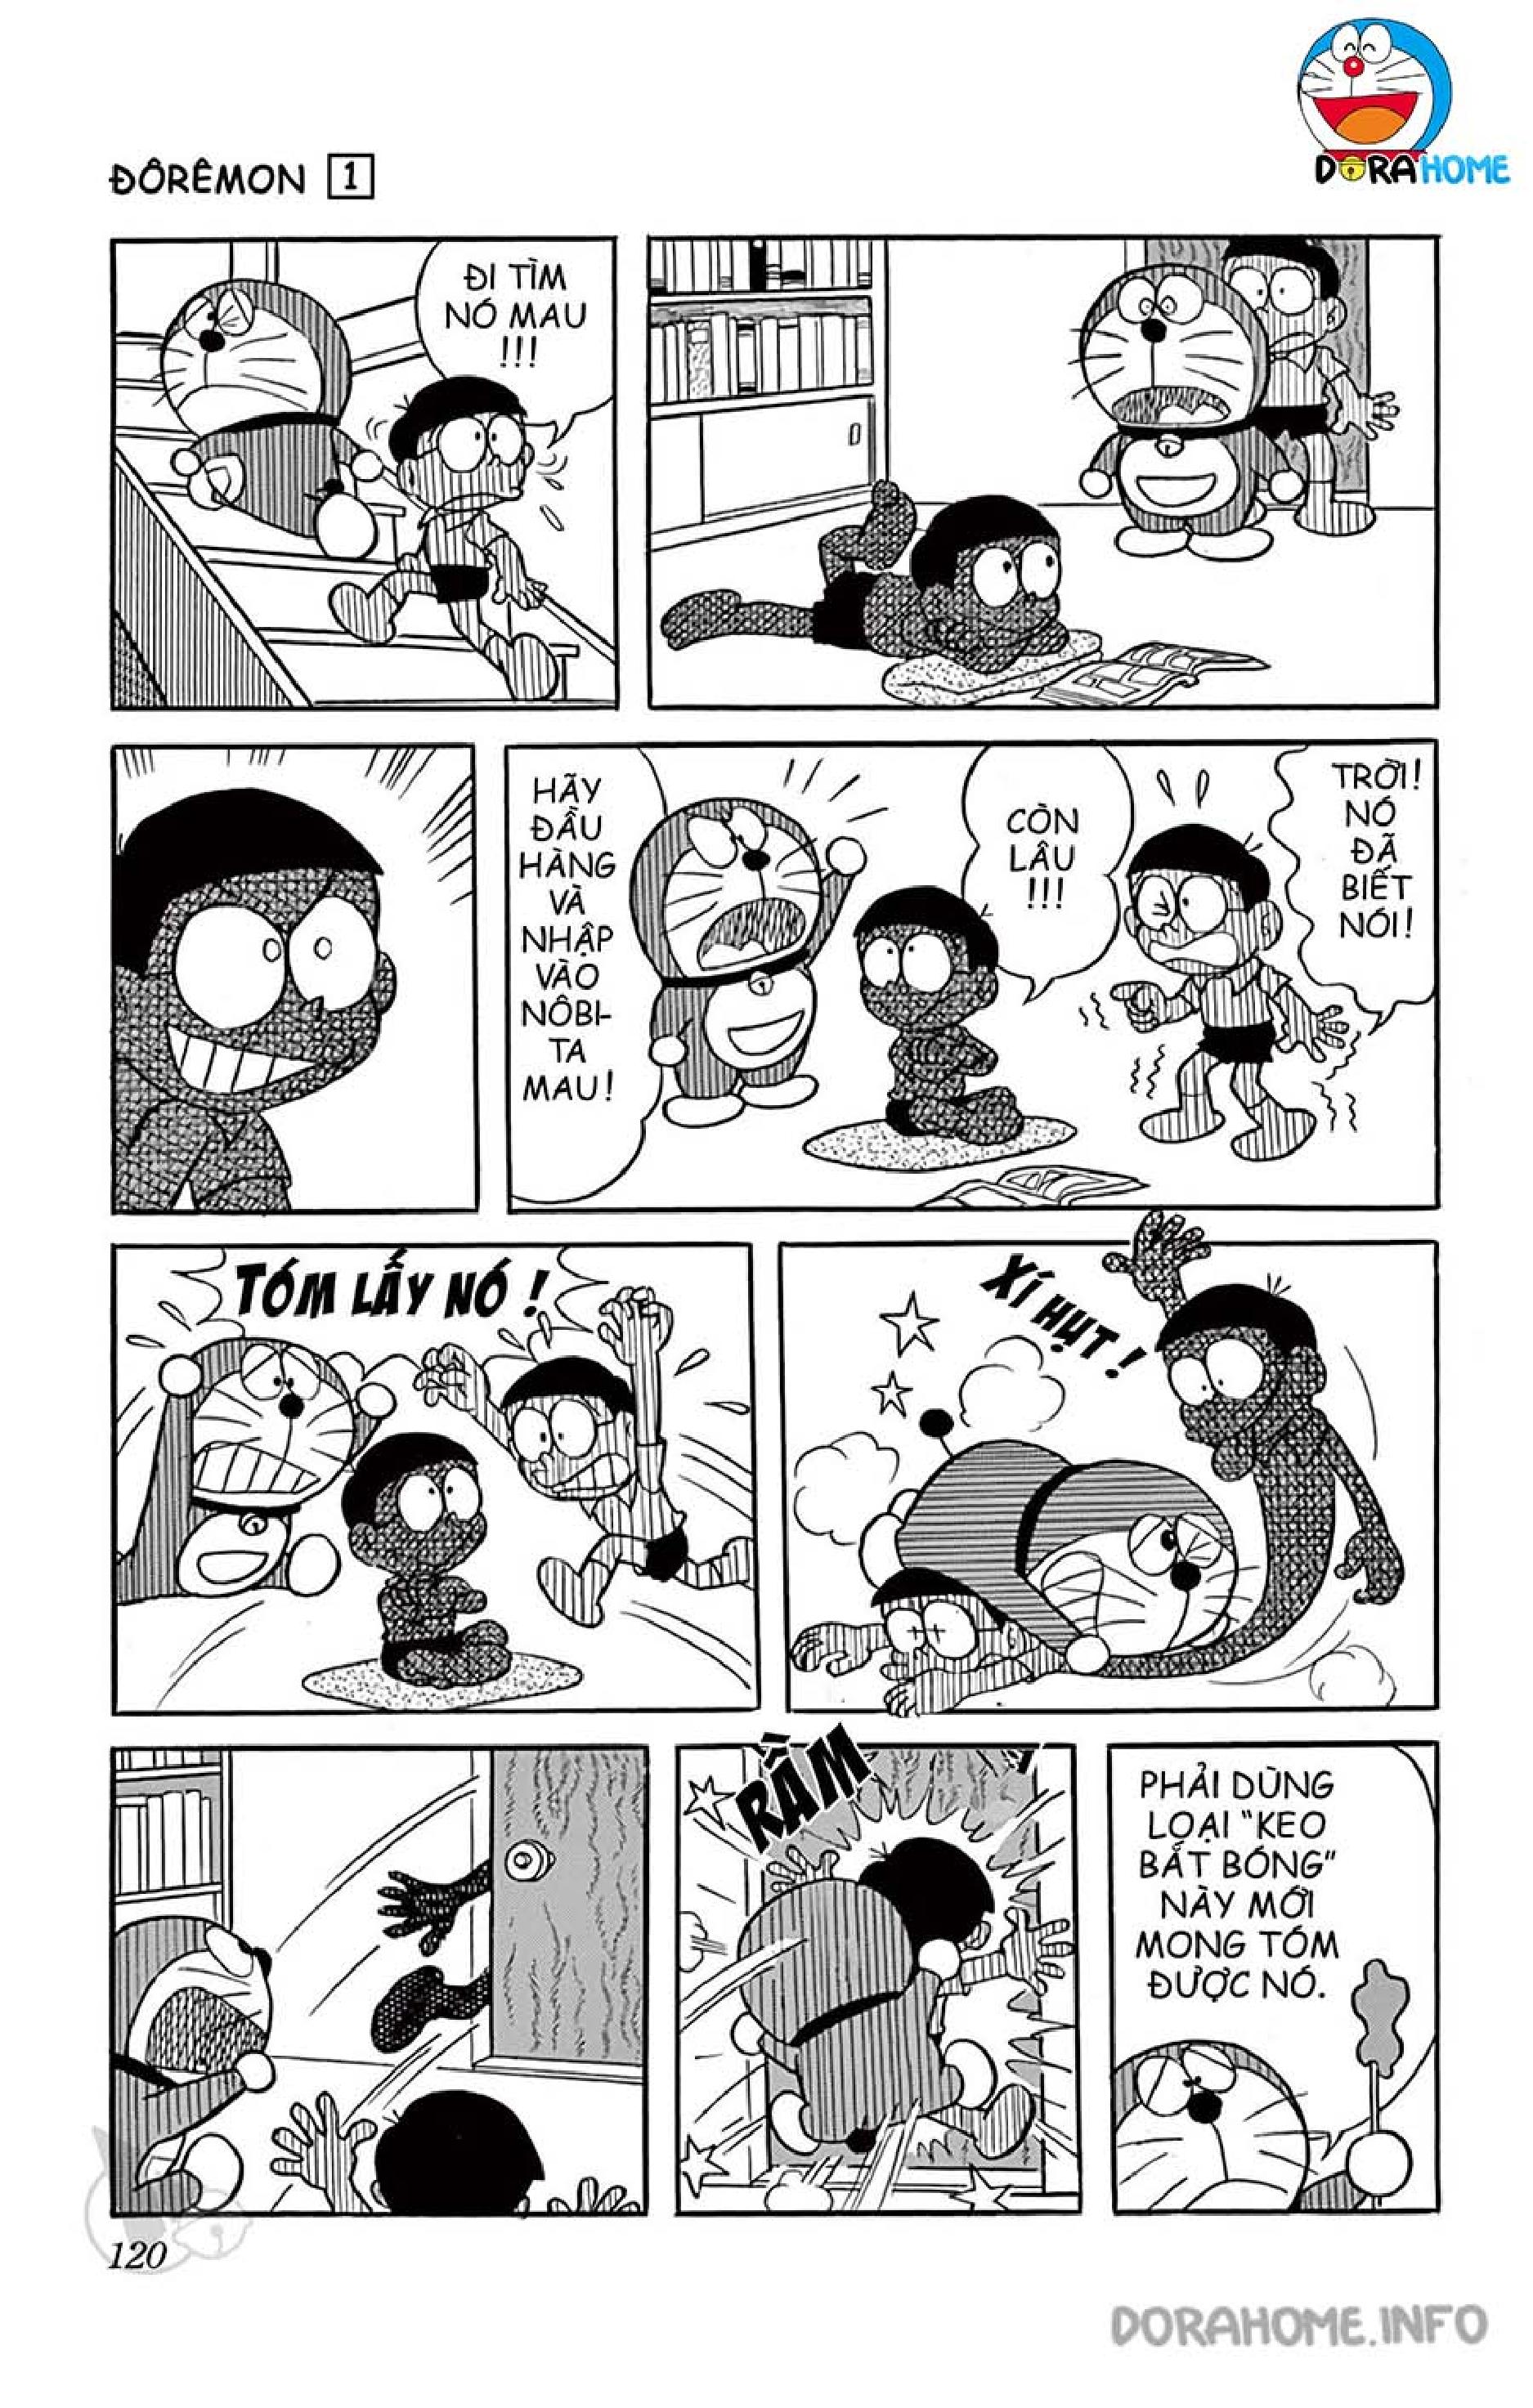 DORAHOME
ĐÔRÊMON 1
ĐI TÌM
NÓ MAU
!!!
HÃY
ĐẦU
HÀNG
VÀ
NHẬP
VÀO
NÔBI-
TA
MAU!
CÒN
LÂU
!!!
TRỜI!
NÓ
ĐÃ
BIẾT
NÓI!
TÓM LẤY NÓ!
XÍ HỤT!
RẦM
PHẢI DÙNG
LOẠI "KEO
BẮT BÓNG"
NÀY MỚI
MONG TÓM
ĐƯỢC NÓ.
120
DORAHOME.INFO